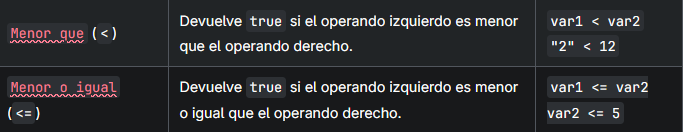 Menor que (<)
Devuelve true si el operando izquierdo es menor
que el operando derecho.
var1 < var2
"2" < 12
Menor o igual
(<=)
Devuelve true si el operando izquierdo es menor
o igual que el operando derecho.
var1 <= var2
var2 <= 5